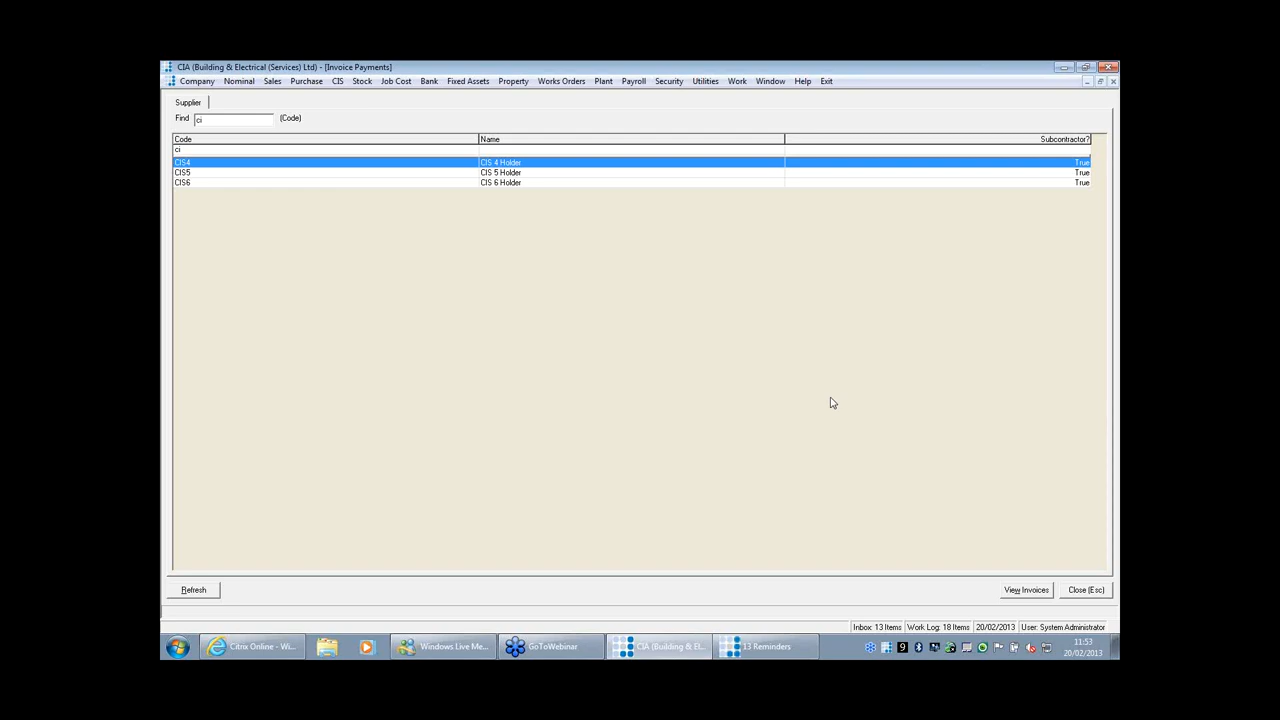 CIA (Building & Electrical (Services) Ltd) - [Invoice Payments]
Company Nominal Sales Purchase CIS Stock Job Cost Bank Fixed Assets Property Works Orders Plant Payroll Security Utilities Work Window Help Exit
Supplier
Find ci (Code)
Code Name Subcontractor?
ci
CIS4 CIS 4 Holder True
CIS5 CIS 5 Holder True
CIS6 CIS 6 Holder True
Refresh View Invoices Close (Esc)
Inbox: 13 Items Work Log: 18 Items 20/02/2013 User: System Administrator
Citrix Online - Wi... Windows Live Me... GoToWebinar CIA (Building & El... 13 Reminders 9 11:53
20/02/2013